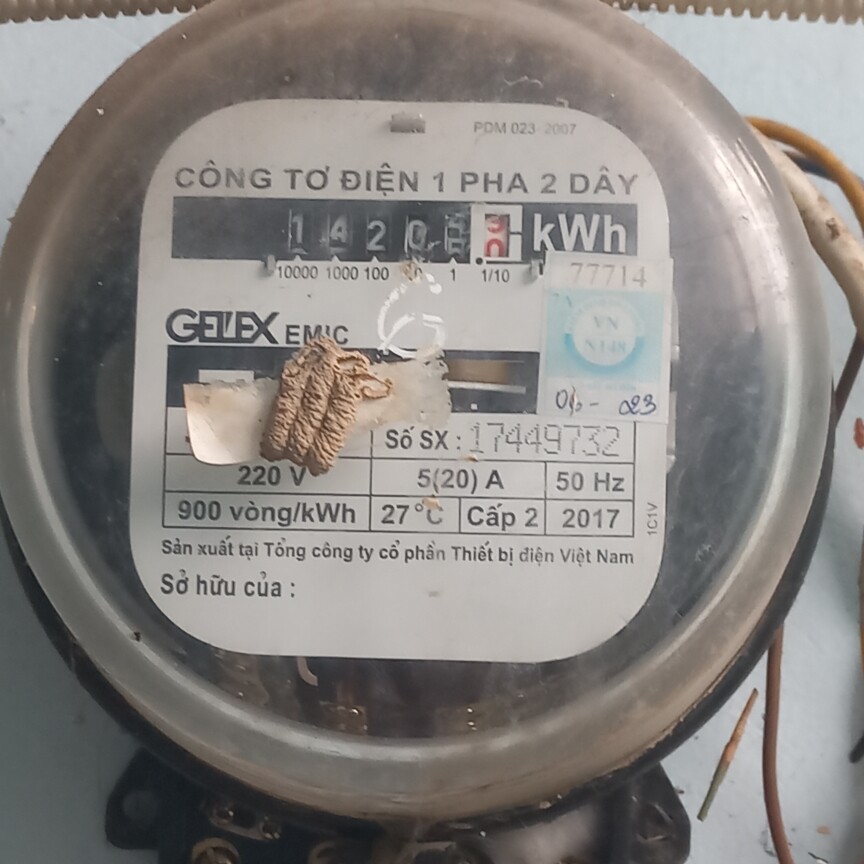 PDM 023-2007
CÔNG TƠ ĐIỆN 1 PHA 2 DÂY
1 4 2 0 kWh
10000 1000 100 10 1 1/10
77714
GELEX EMIC
VN
N148
Số SX : 17449732
220 V 5(20) A 50 Hz
900 vòng/kWh 27°C Cấp 2 2017
1C1V
Sản xuất tại Tổng công ty cổ phần Thiết bị điện Việt Nam
Sở hữu của :